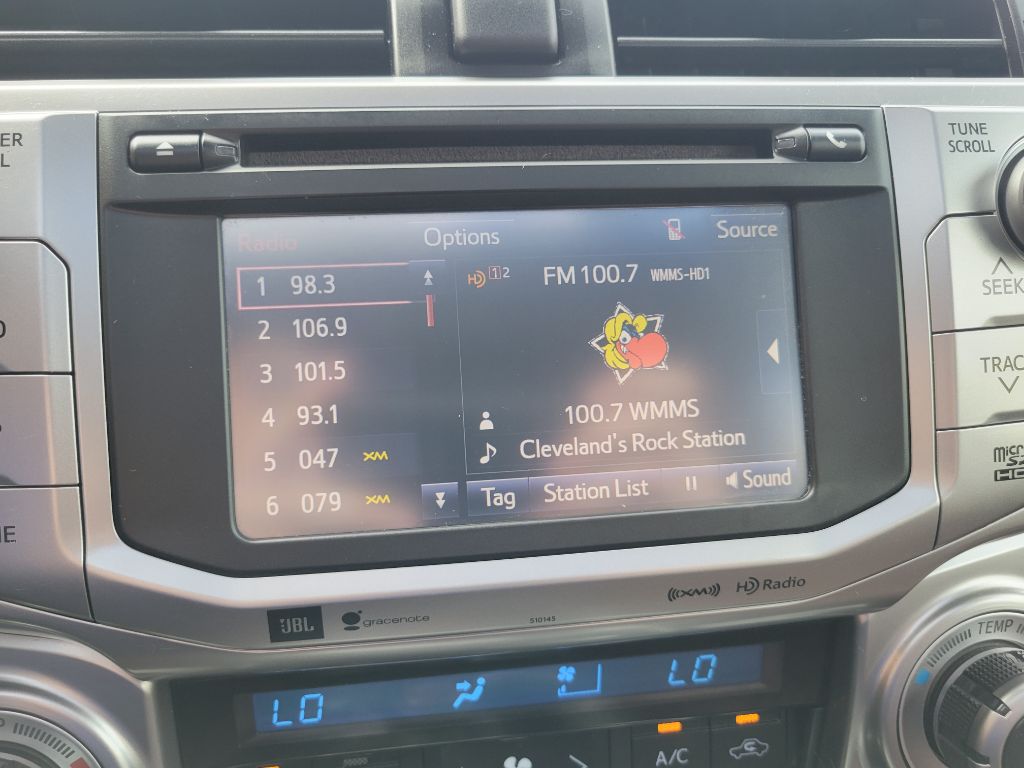 TUNE
SCROLL
SEEK
TRAC
Radio
Options
Source
1 98.3
2 106.9
3 101.5
4 93.1
5 047 XM
6 079 XM
HD 1 2
FM 100.7 WMMS-HD1
100.7 WMMS
Cleveland's Rock Station
Tag
Station List
Sound
JBL
gracenote
510145
((XM))
HD Radio
LO
LO
TEMP
A/C